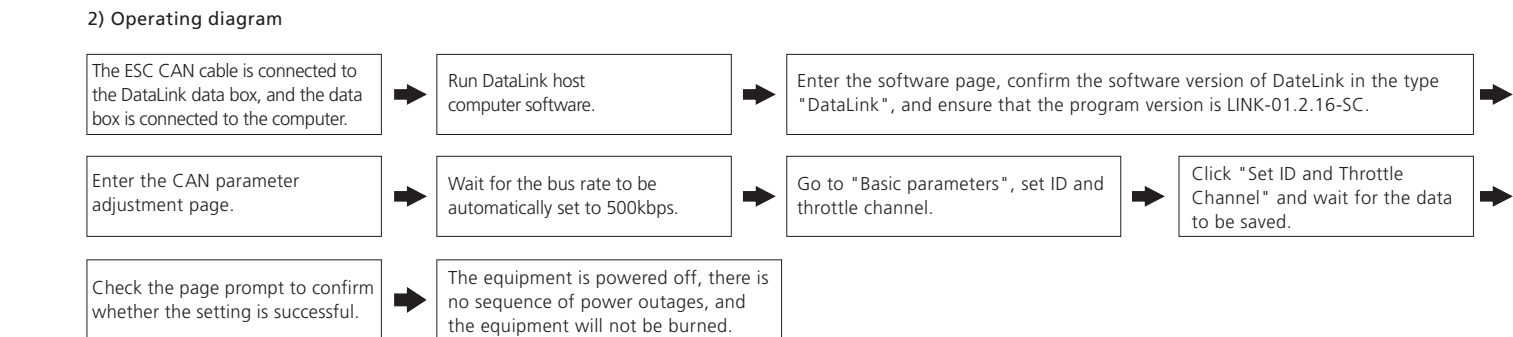 2) Operating diagram
The ESC CAN cable is connected to
the DataLink data box, and the data
box is connected to the computer.
Run DataLink host
computer software.
Enter the software page, confirm the software version of DateLink in the type
"DataLink", and ensure that the program version is LINK-01.2.16-SC.
Enter the CAN parameter
adjustment page.
Wait for the bus rate to be
automatically set to 500kbps.
Go to "Basic parameters", set ID and
throttle channel.
Click "Set ID and Throttle
Channel" and wait for the data
to be saved.
Check the page prompt to confirm
whether the setting is successful.
The equipment is powered off, there is
no sequence of power outages, and
the equipment will not be burned.